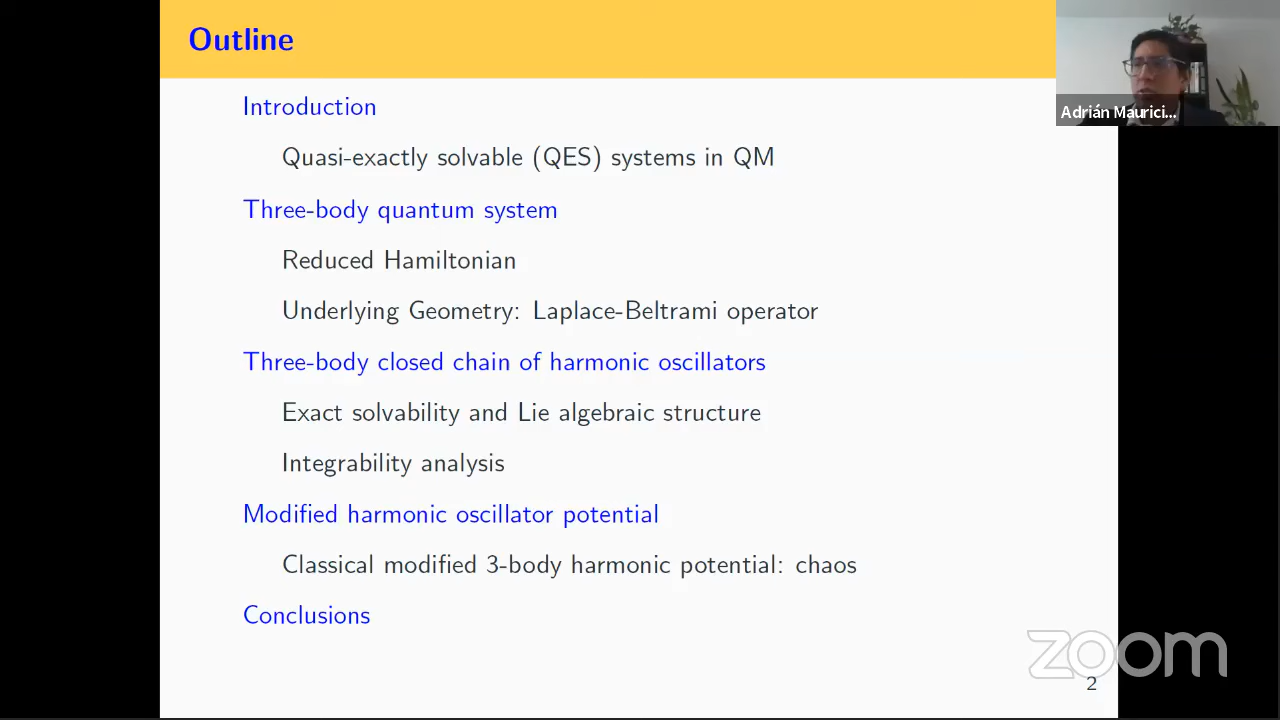 Outline
Introduction
Quasi-exactly solvable (QES) systems in QM
Three-body quantum system
Reduced Hamiltonian
Underlying Geometry: Laplace-Beltrami operator
Three-body closed chain of harmonic oscillators
Exact solvability and Lie algebraic structure
Integrability analysis
Modified harmonic oscillator potential
Classical modified 3-body harmonic potential: chaos
Conclusions
Adrián Maurici...
zoom
2